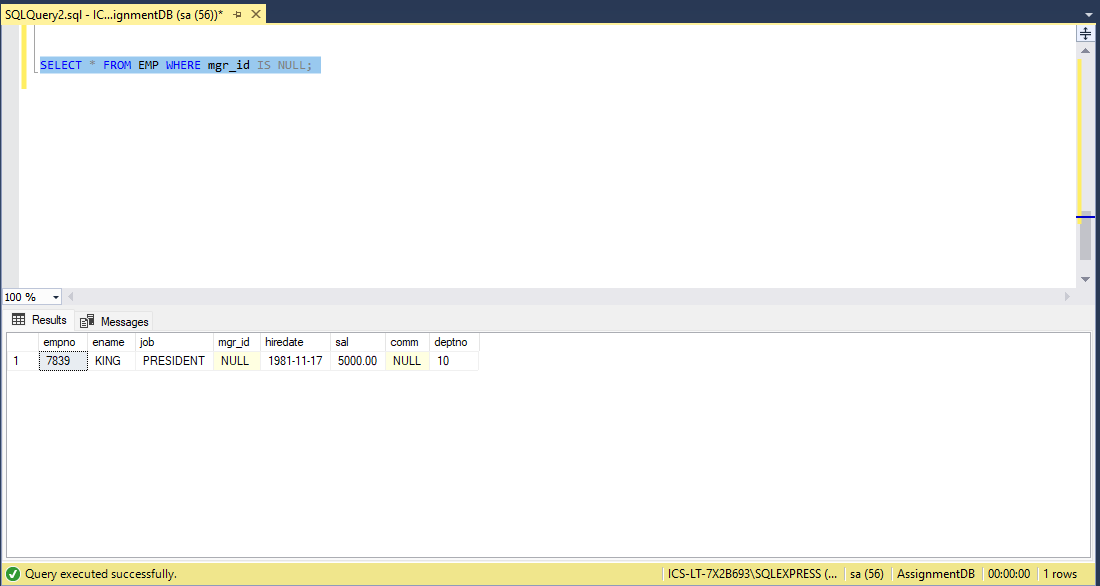 SQLQuery2.sql - IC...ignmentDB (sa (56))*
SELECT * FROM EMP WHERE mgr_id IS NULL;
100 %
Results Messages
empno ename job mgr_id hiredate sal comm deptno
1 7839 KING PRESIDENT NULL 1981-11-17 5000.00 NULL 10
Query executed successfully. ICS-LT-7X2B693\SQLEXPRESS (... sa (56) AssignmentDB 00:00:00 1 rows